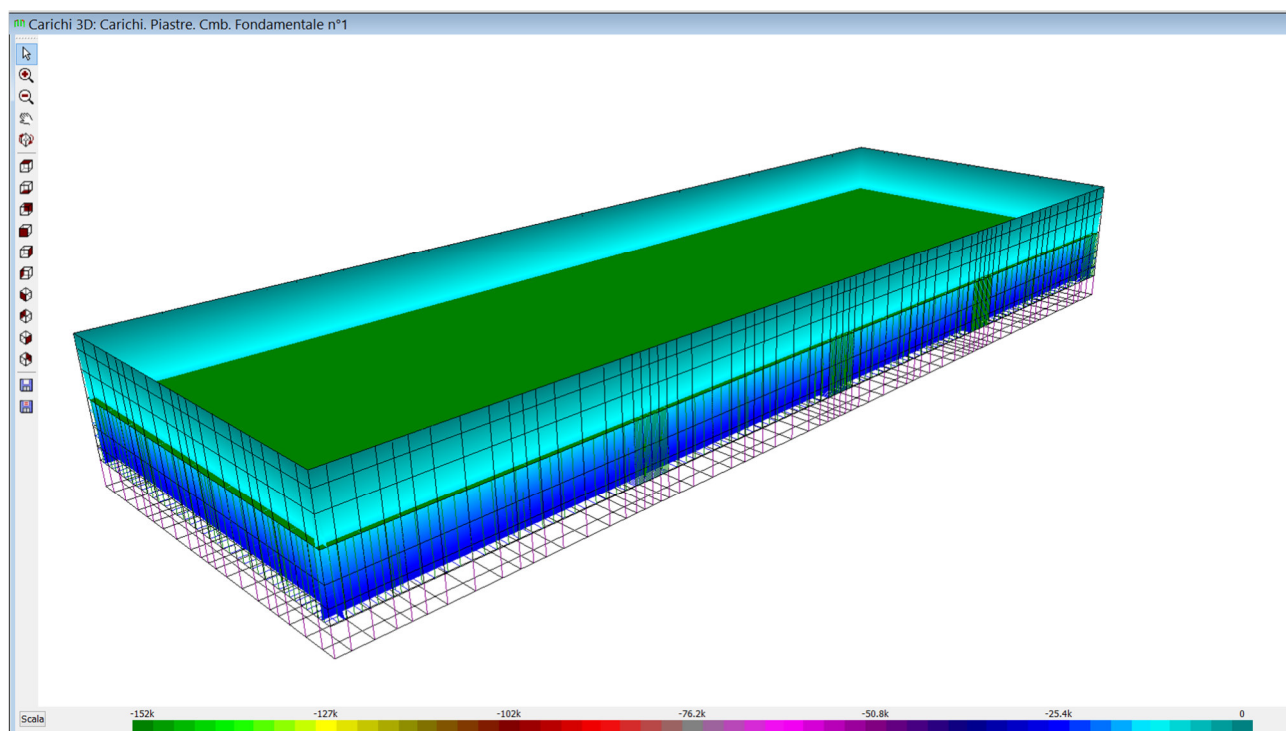 Carichi 3D: Carichi. Piastre. Cmb. Fondamentale n°1
Scala
-152k -127k -102k -76.2k -50.8k -25.4k 0